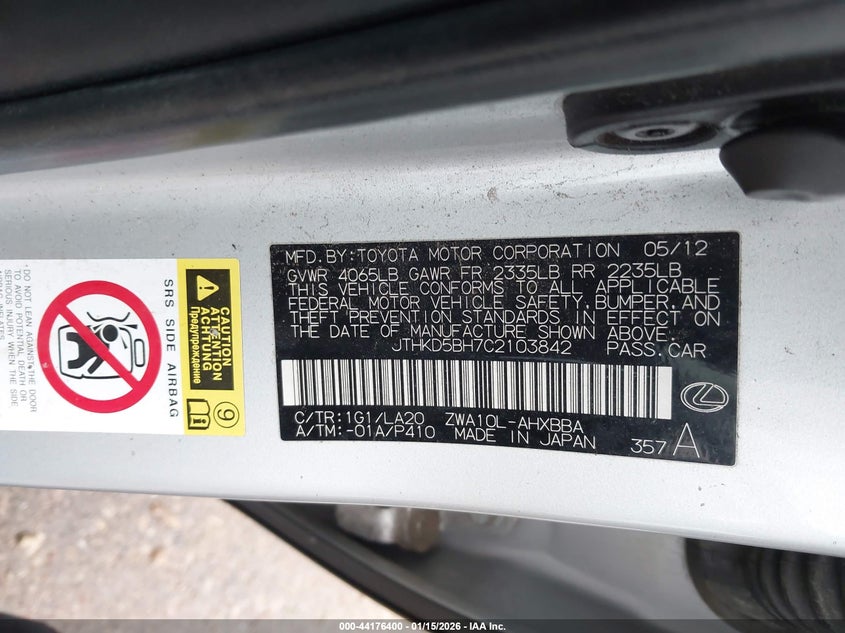 MFD. BY: TOYOTA MOTOR CORPORATION 05/12
GVWR 4065LB GAWR FR 2335LB RR 2235LB
THIS VEHICLE CONFORMS TO ALL APPLICABLE
FEDERAL MOTOR VEHICLE SAFETY, BUMPER, AND
THEFT PREVENTION STANDARDS IN EFFECT ON
THE DATE OF MANUFACTURE SHOWN ABOVE.
JTHKD5BH7C2103842 PASS. CAR
C/TR: 1G1/LA20 ZWA10L-AHXBBA
A/TM: -01A/P410 MADE IN JAPAN 357 A
CAUTION
ATTENTION
ACHTUNG
Предупреждение
9
SRS SIDE AIRBAG
· DO NOT LEAN AGAINST THE DOOR
TO AVOID POTENTIAL DEATH OR
SERIOUS INJURY WHEN THE SIDE
AIRBAG INFLATES.
000-44176400 - 01/15/2026 - IAA Inc.